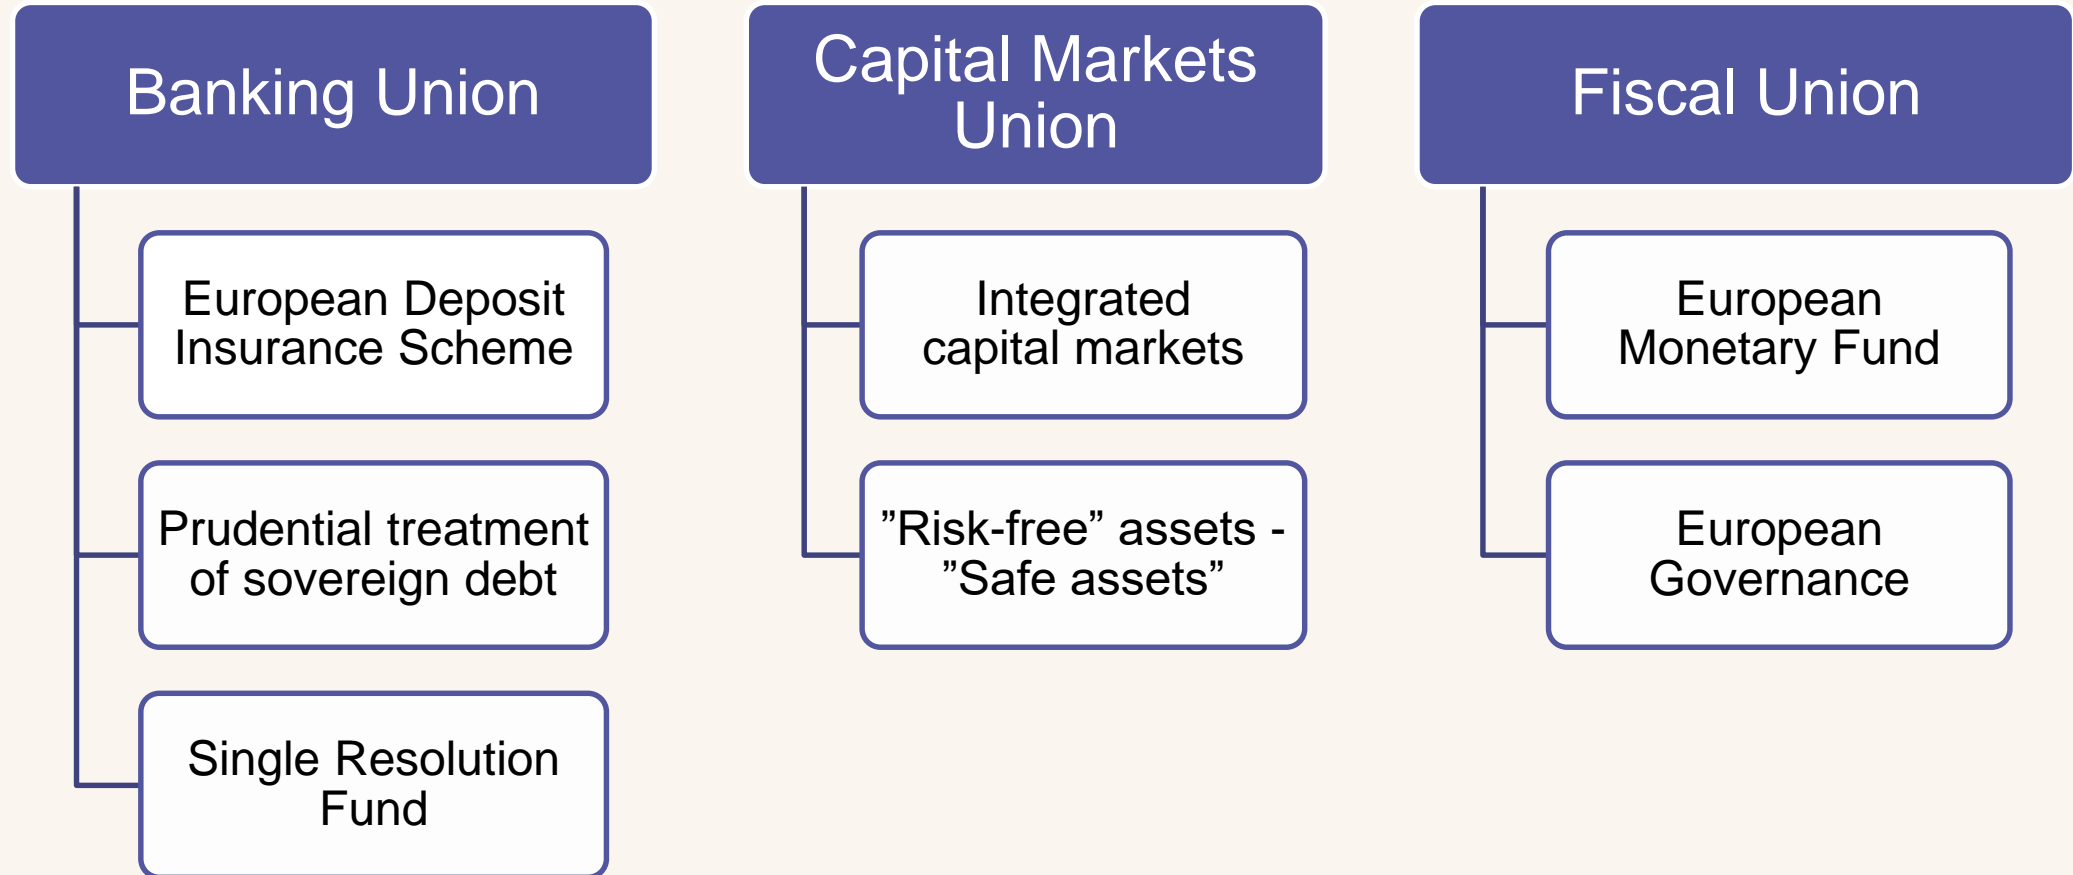 Banking Union
European Deposit
Insurance Scheme
Prudential treatment
of sovereign debt
Single Resolution
Fund
Capital Markets
Union
Integrated
capital markets
”Risk-free” assets -
”Safe assets”
Fiscal Union
European
Monetary Fund
European
Governance